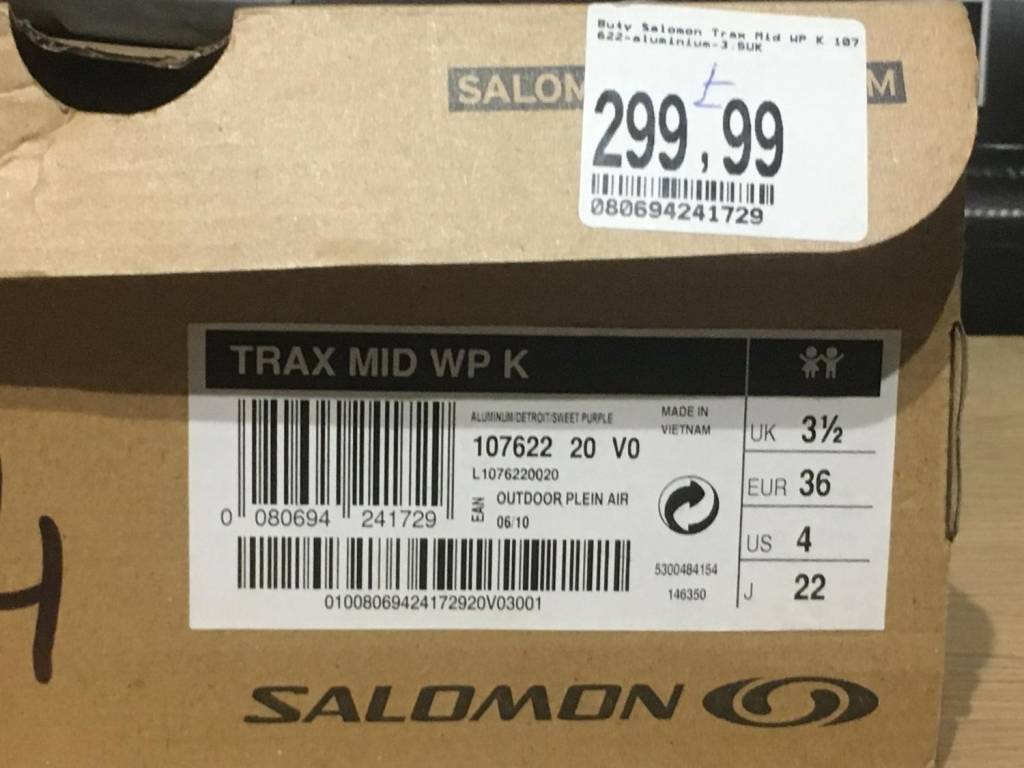 Buty Salomon Trax Mid WP K 107
622-aluminium-3.5UK
SALOM
M
299,99
080694241729
TRAX MID WP K
ALUMINUM/DETROIT/SWEET PURPLE
107622 20 V0
L1076220020
EAN
OUTDOOR PLEIN AIR
06/10
MADE IN
VIETNAM
0 080694 241729
01008069424172920V03001
5300484154
146350
UK 3½
EUR 36
US 4
J 22
4
SALOMON